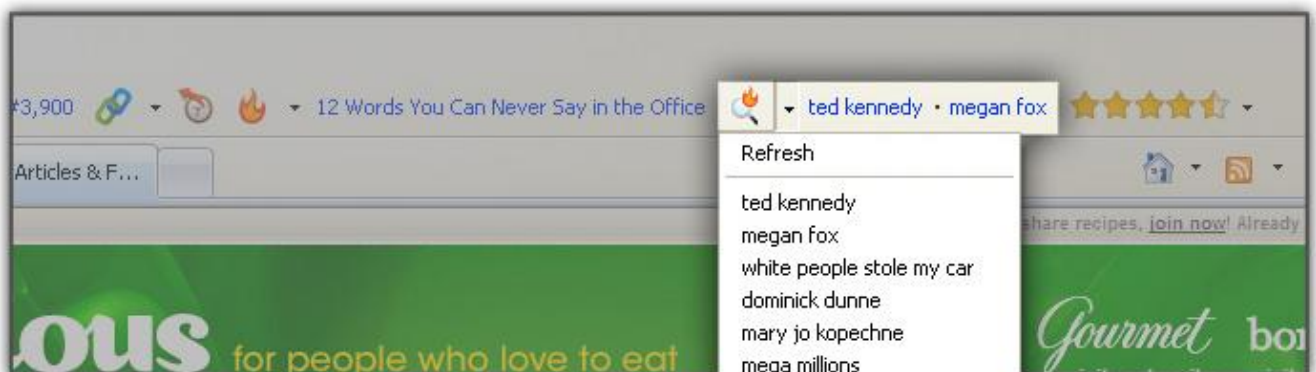 #3,900 12 Words You Can Never Say in the Office ted kennedy • megan fox
Articles & F...
Refresh
ted kennedy
share recipes, join now! Already
megan fox
white people stole my car
dominick dunne
mary jo kopechne
mega millions
ous for people who love to eat
Gourmet